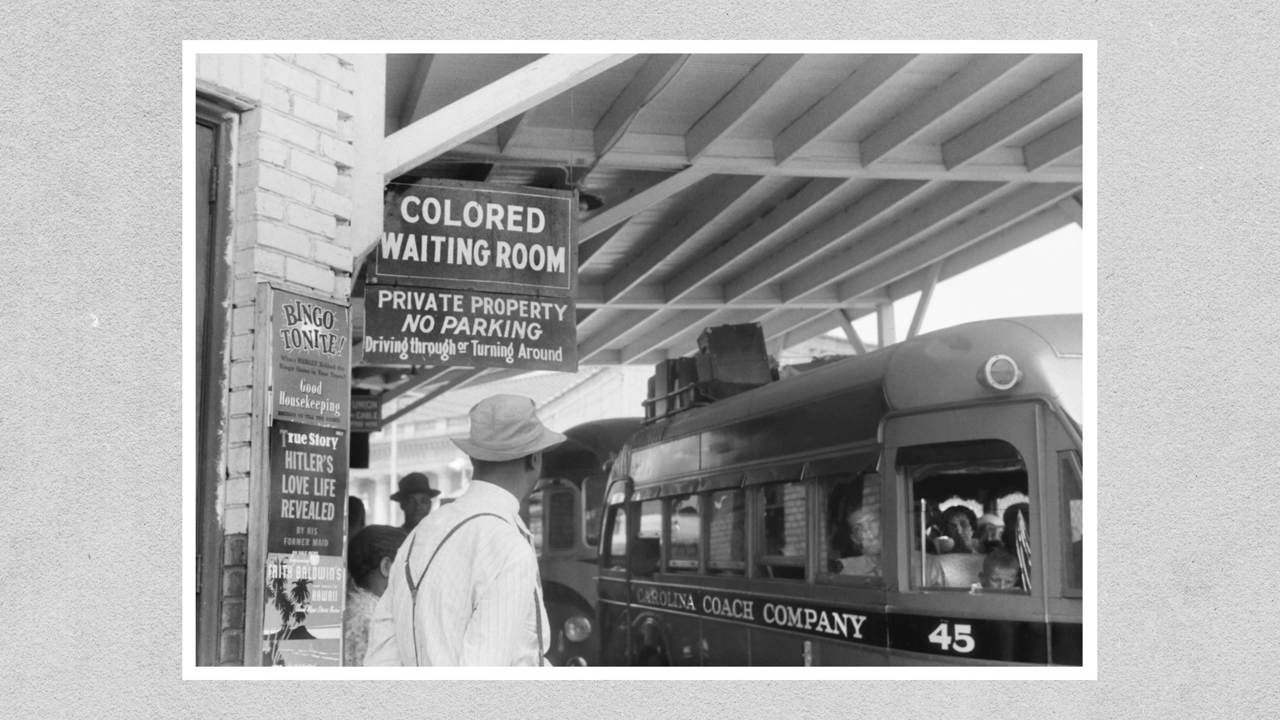 COLORED
WAITING ROOM
PRIVATE PROPERTY
NO PARKING
Driving through or Turning Around
BINGO
TONITE!
Good
Housekeeping
True Story
HITLER'S
LOVE LIFE
REVEALED
BY HIS
FORMER MAID
FAITH BALDWIN'S
HAWAII
CAROLINA COACH COMPANY
45